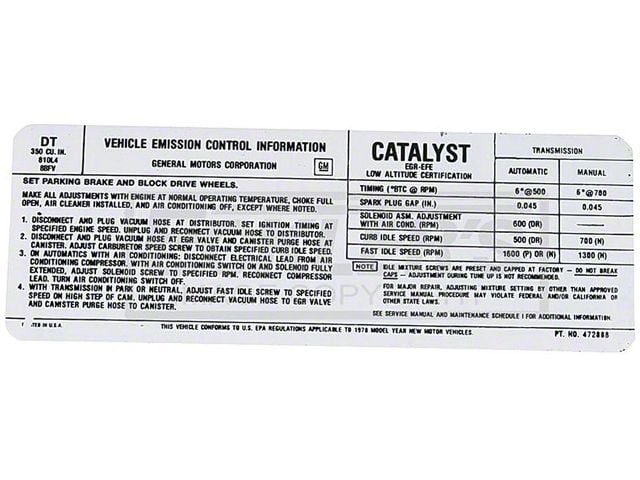 DT
350 CU. IN.
810L4
88FY
VEHICLE EMISSION CONTROL INFORMATION
GENERAL MOTORS CORPORATION
GM
SET PARKING BRAKE AND BLOCK DRIVE WHEELS.
MAKE ALL ADJUSTMENTS WITH ENGINE AT NORMAL OPERATING TEMPERATURE, CHOKE FULL
OPEN, AIR CLEANER INSTALLED, AND AIR CONDITIONING OFF, EXCEPT WHERE NOTED.
1. DISCONNECT AND PLUG VACUUM HOSE AT DISTRIBUTOR. SET IGNITION TIMING AT
SPECIFIED ENGINE SPEED. UNPLUG AND RECONNECT VACUUM HOSE TO DISTRIBUTOR.
2. DISCONNECT AND PLUG VACUUM HOSE AT EGR VALVE AND CANISTER PURGE HOSE AT
CANISTER. ADJUST CARBURETOR SPEED SCREW TO OBTAIN SPECIFIED CURB IDLE SPEED.
3. ON AUTOMATICS WITH AIR CONDITIONING: DISCONNECT ELECTRICAL LEAD FROM AIR
CONDITIONING COMPRESSOR. WITH AIR CONDITIONING SWITCH ON AND SOLENOID FULLY
EXTENDED, ADJUST SOLENOID SCREW TO SPECIFIED RPM. RECONNECT COMPRESSOR
LEAD. TURN AIR CONDITIONING SWITCH OFF.
4. WITH TRANSMISSION IN PARK OR NEUTRAL, ADJUST FAST IDLE SCREW TO SPECIFIED
SPEED ON HIGH STEP OF CAM. UNPLUG AND RECONNECT VACUUM HOSE TO EGR VALVE
AND CANISTER PURGE HOSE TO CANISTER.
CATALYST
EGR-EFE
LOW ALTITUDE CERTIFICATION
TRANSMISSION
AUTOMATIC MANUAL
TIMING (°BTC @ RPM) 6°@500 6°@700
SPARK PLUG GAP (IN.) 0.045 0.045
SOLENOID ASM. ADJUSTMENT
WITH AIR COND. (RPM) 600 (DR) —
CURB IDLE SPEED (RPM) 500 (DR) 700 (N)
FAST IDLE SPEED (RPM) 1600 (P) OR (N) 1300 (N)
NOTE IDLE MIXTURE SCREWS ARE PRESET AND CAPPED AT FACTORY — DO NOT BREAK
CAPS — ADJUSTMENT DURING TUNE-UP IS NOT RECOMMENDED.
FOR MAJOR REPAIR, ADJUSTING MIXTURE SETTING BY OTHER THAN APPROVED
SERVICE MANUAL PROCEDURE MAY VIOLATE FEDERAL AND/OR CALIFORNIA OR
OTHER STATE LAWS.
SEE SERVICE MANUAL AND MAINTENANCE SCHEDULE I FOR ADDITIONAL INFORMATION.
IN U.S.A. THIS VEHICLE CONFORMS TO U.S. EPA REGULATIONS APPLICABLE TO 1978 MODEL YEAR NEW MOTOR VEHICLES. PT. NO. 472886